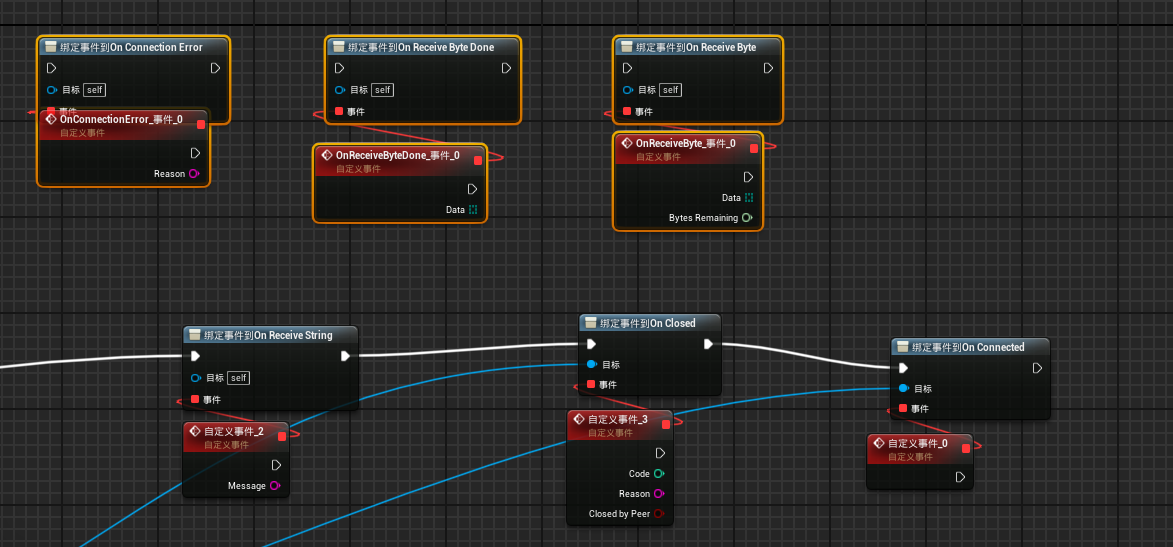 绑定事件到On Connection Error
目标 self
事件
OnConnectionError_事件_0
自定义事件
Reason
绑定事件到On Receive Byte Done
目标 self
事件
OnReceiveByteDone_事件_0
自定义事件
Data
绑定事件到On Receive Byte
目标 self
事件
OnReceiveByte_事件_0
自定义事件
Data
Bytes Remaining
绑定事件到On Receive String
目标 self
事件
自定义事件_2
自定义事件
Message
绑定事件到On Closed
目标
事件
自定义事件_3
自定义事件
Code
Reason
Closed by Peer
绑定事件到On Connected
目标
事件
自定义事件_0
自定义事件